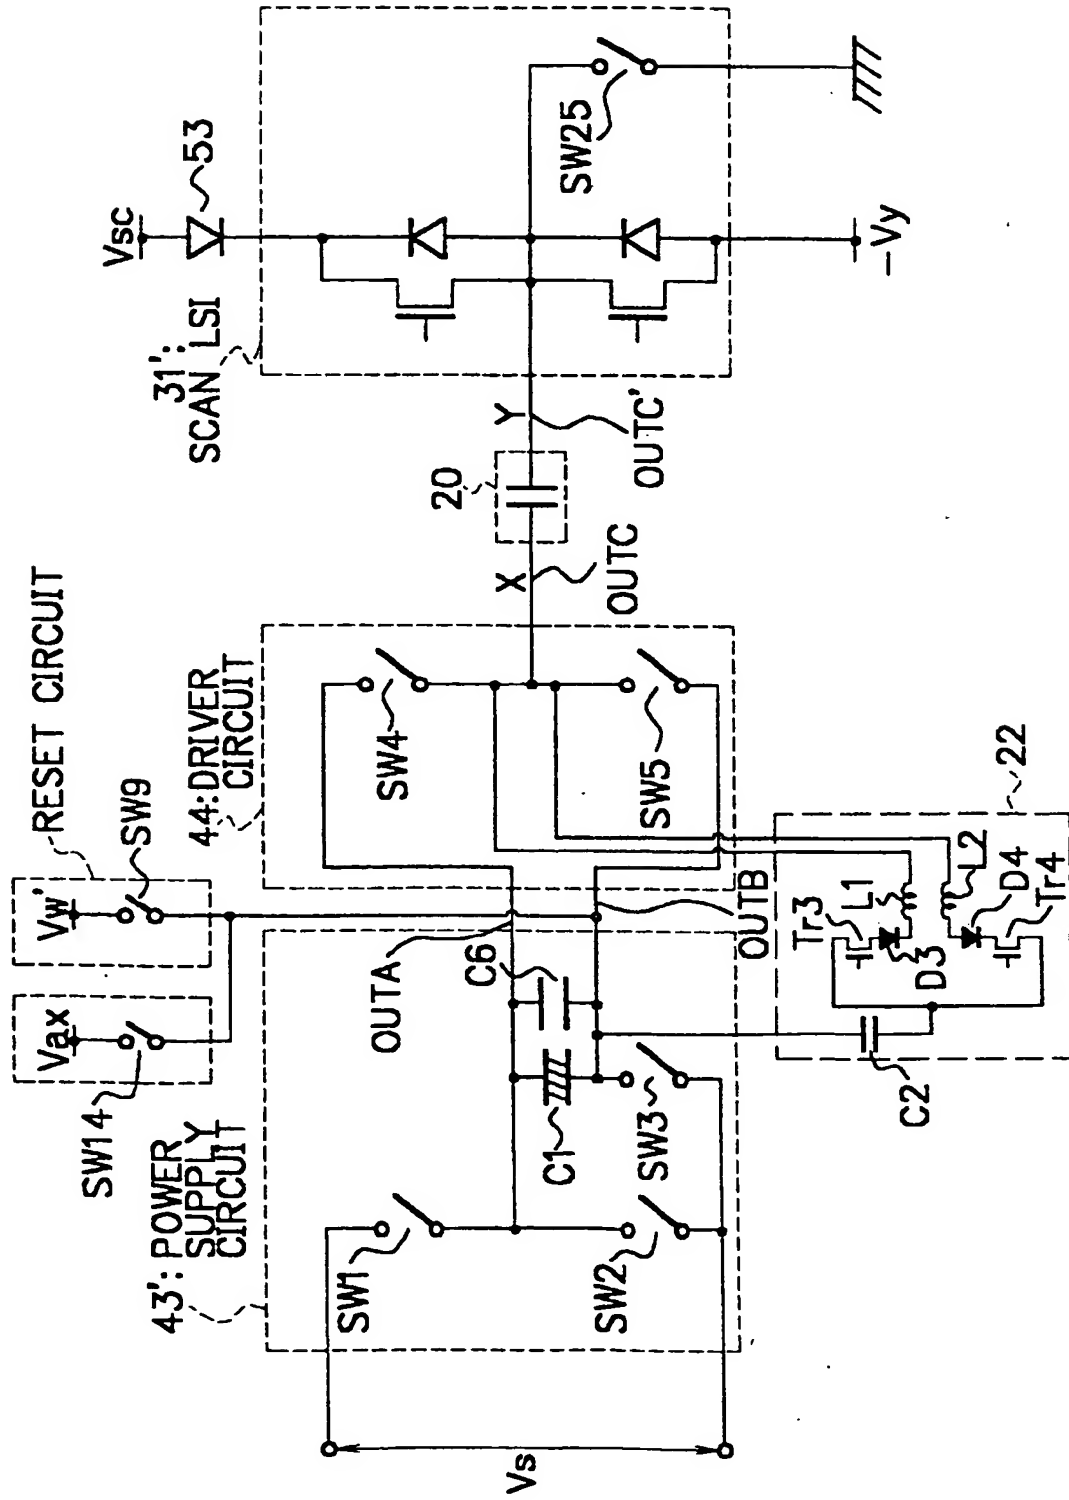 RESET CIRCUIT
Vax
SW14
Vw'
SW9
43': POWER
SUPPLY
CIRCUIT
44: DRIVER
CIRCUIT
31':
SCAN LSI
Vsc
53
SW1
SW2
C1
SW3
C6
OUTA
OUTB
SW4
SW5
X
OUTC
20
Y
OUTC'
SW25
-Vy
Vs
C2
22
Tr3
L1
D3
L2
D4
Tr4